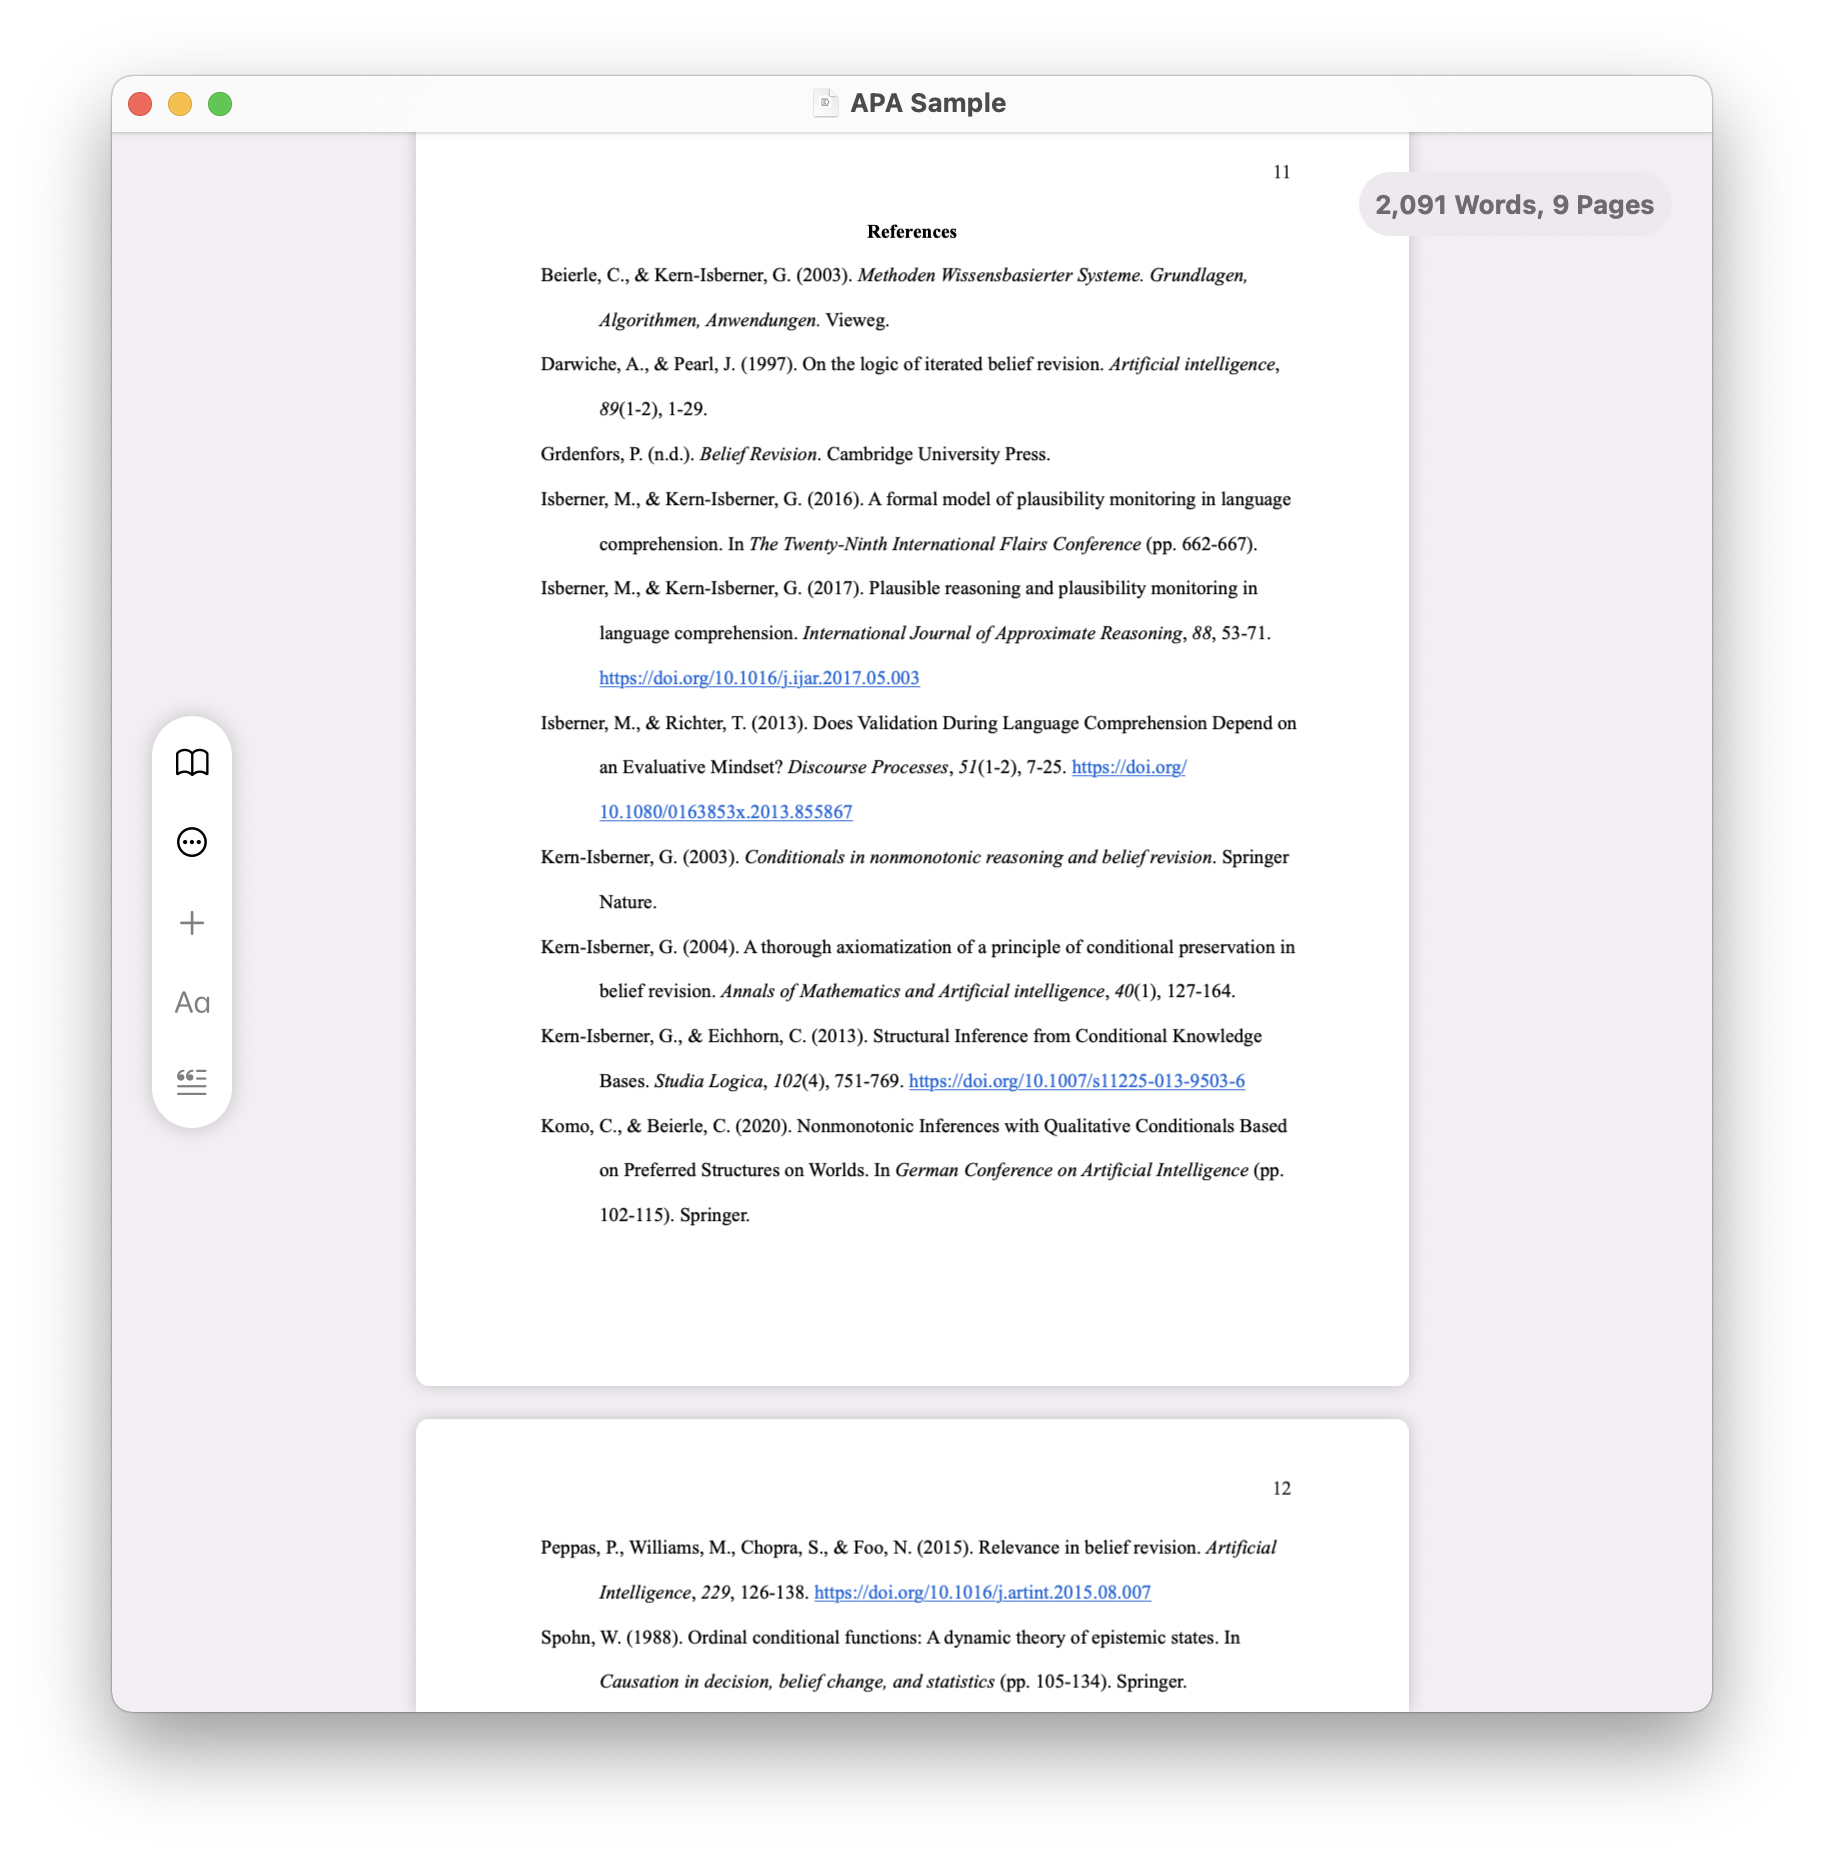 APA Sample
11
2,091 Words, 9 Pages
References
Beierle, C., & Kern-Isberner, G. (2003). Methoden Wissensbasierter Systeme. Grundlagen,
Algorithmen, Anwendungen. Vieweg.
Darwiche, A., & Pearl, J. (1997). On the logic of iterated belief revision. Artificial intelligence,
89(1-2), 1-29.
Grdenfors, P. (n.d.). Belief Revision. Cambridge University Press.
Isberner, M., & Kern-Isberner, G. (2016). A formal model of plausibility monitoring in language
comprehension. In The Twenty-Ninth International Flairs Conference (pp. 662-667).
Isberner, M., & Kern-Isberner, G. (2017). Plausible reasoning and plausibility monitoring in
language comprehension. International Journal of Approximate Reasoning, 88, 53-71.
https://doi.org/10.1016/j.ijar.2017.05.003
Isberner, M., & Richter, T. (2013). Does Validation During Language Comprehension Depend on
an Evaluative Mindset? Discourse Processes, 51(1-2), 7-25. https://doi.org/
10.1080/0163853x.2013.855867
Kern-Isberner, G. (2003). Conditionals in nonmonotonic reasoning and belief revision. Springer
Nature.
Kern-Isberner, G. (2004). A thorough axiomatization of a principle of conditional preservation in
belief revision. Annals of Mathematics and Artificial intelligence, 40(1), 127-164.
Kern-Isberner, G., & Eichhorn, C. (2013). Structural Inference from Conditional Knowledge
Bases. Studia Logica, 102(4), 751-769. https://doi.org/10.1007/s11225-013-9503-6
Komo, C., & Beierle, C. (2020). Nonmonotonic Inferences with Qualitative Conditionals Based
on Preferred Structures on Worlds. In German Conference on Artificial Intelligence (pp.
102-115). Springer.
Aa
12
Peppas, P., Williams, M., Chopra, S., & Foo, N. (2015). Relevance in belief revision. Artificial
Intelligence, 229, 126-138. https://doi.org/10.1016/j.artint.2015.08.007
Spohn, W. (1988). Ordinal conditional functions: A dynamic theory of epistemic states. In
Causation in decision, belief change, and statistics (pp. 105-134). Springer.